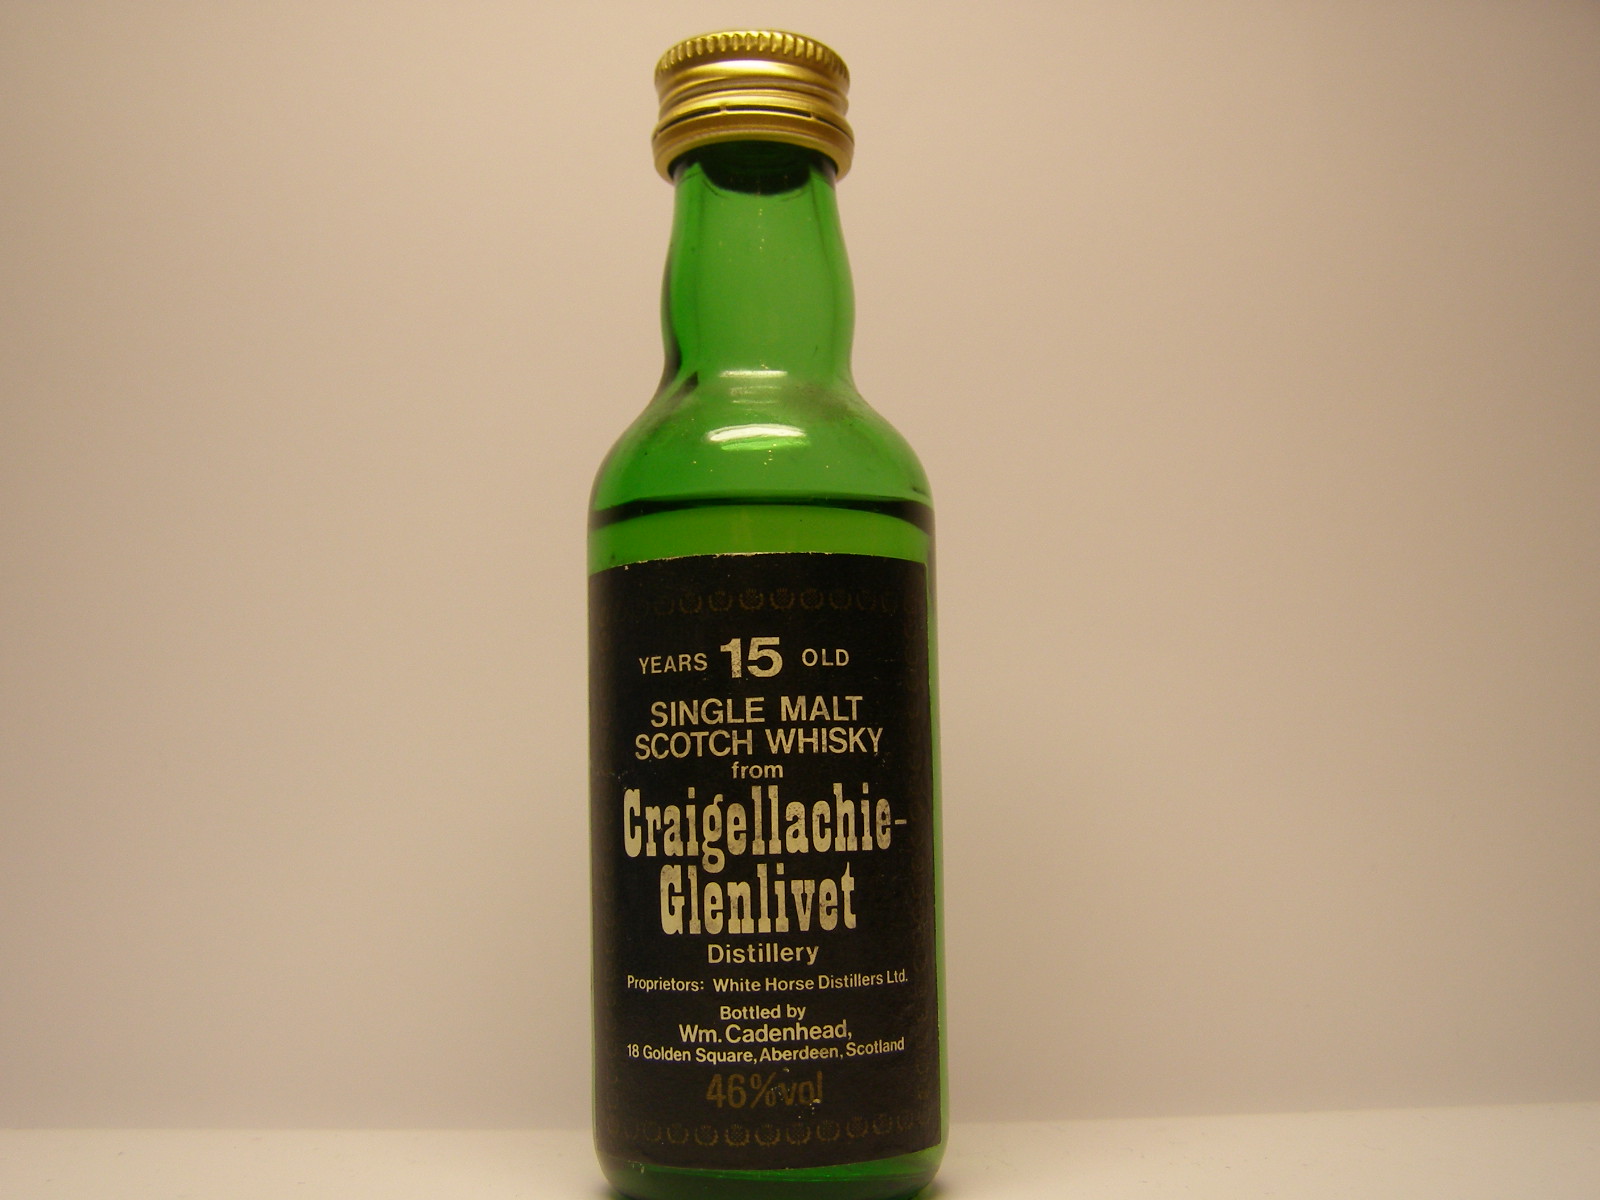 YEARS 15 OLD
SINGLE MALT
SCOTCH WHISKY
from
Craigellachie-
Glenlivet
Distillery
Proprietors: White Horse Distillers Ltd.
Bottled by
Wm. Cadenhead,
18 Golden Square, Aberdeen, Scotland
46% vol